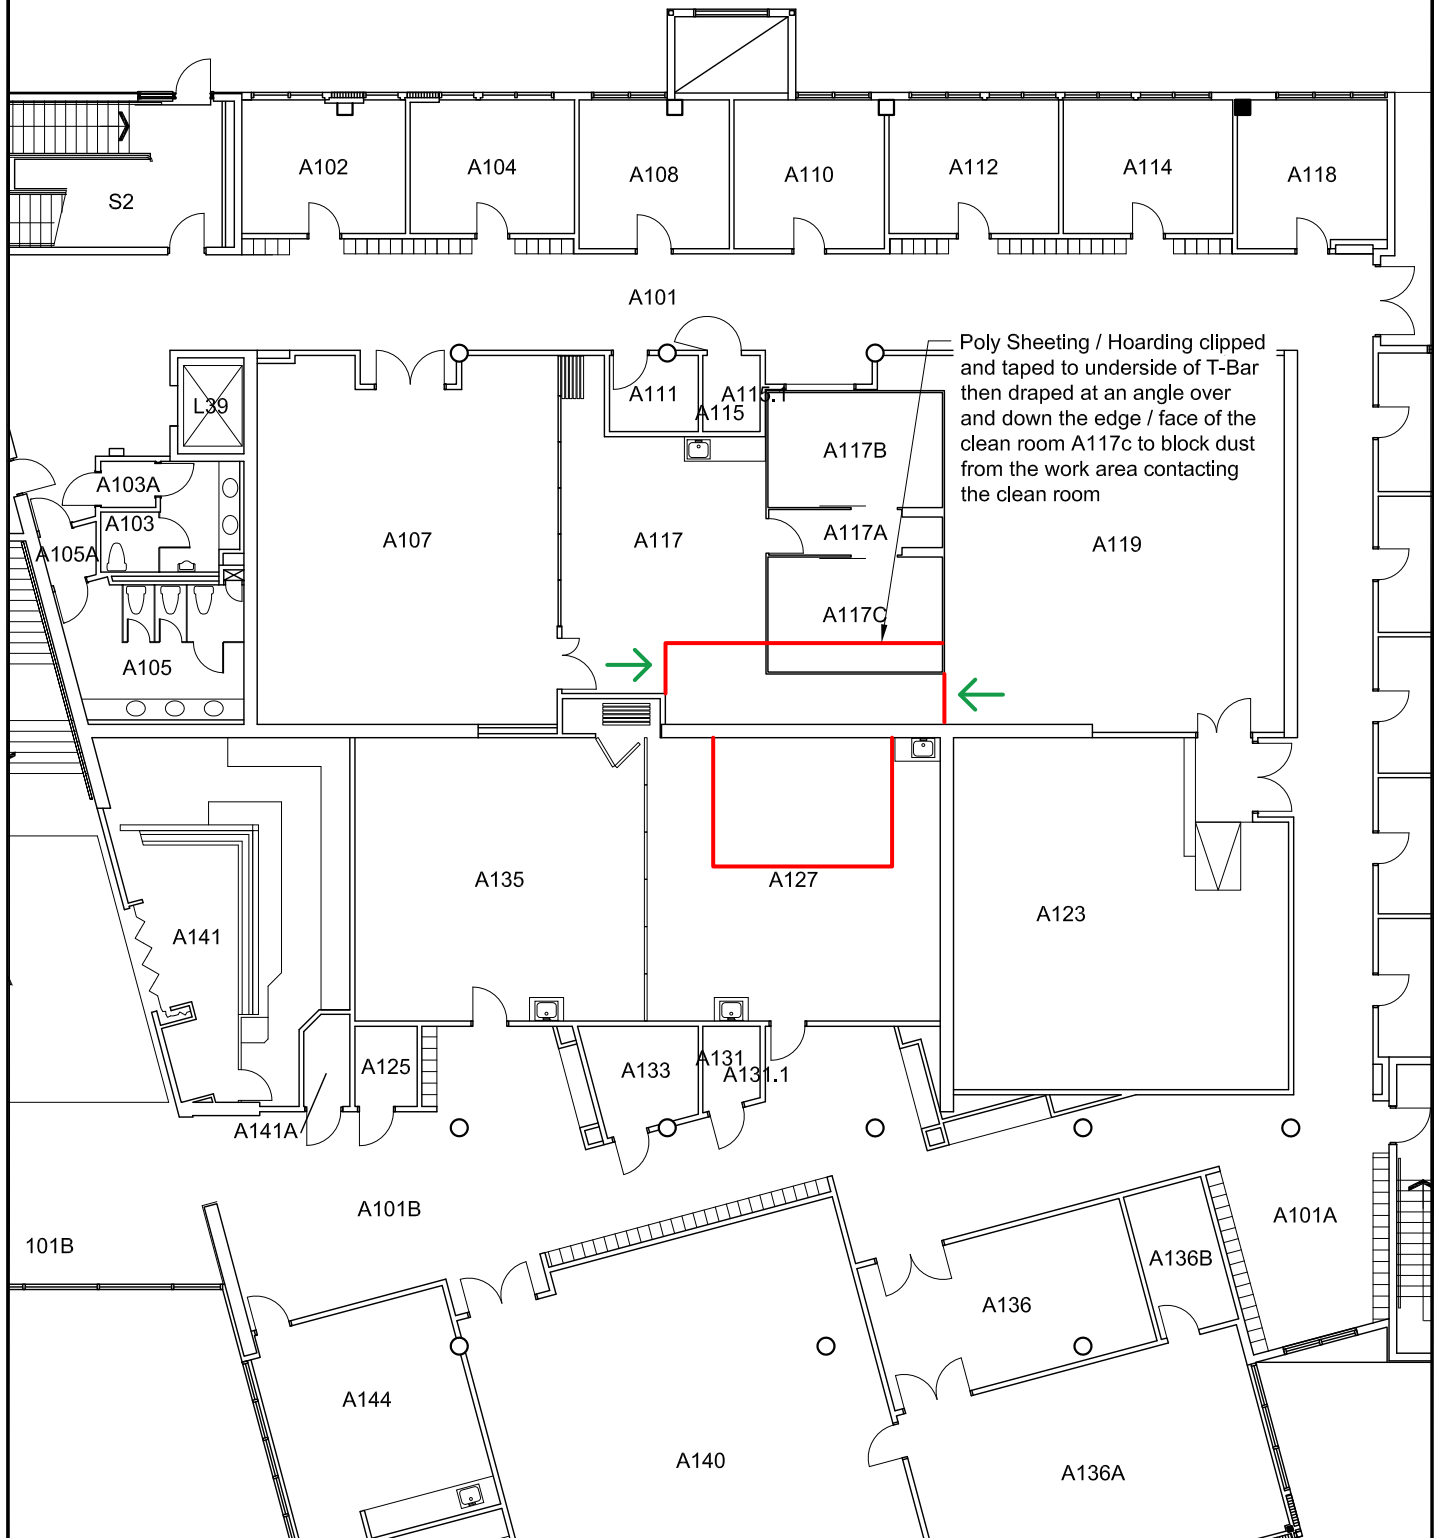 A102
A104
A108
A110
A112
A114
A118
S2
A101
Poly Sheeting / Hoarding clipped
and taped to underside of T-Bar
then draped at an angle over
and down the edge / face of the
clean room A117c to block dust
from the work area contacting
the clean room
L39
A111
A115.1
A115
A117B
A103A
A103
A105A
A107
A117
A117A
A119
A117C
A105
A135
A127
A123
A141
A125
A133
A131
A131.1
A141A
A101B
101B
A101A
A136B
A136
A144
A140
A136A